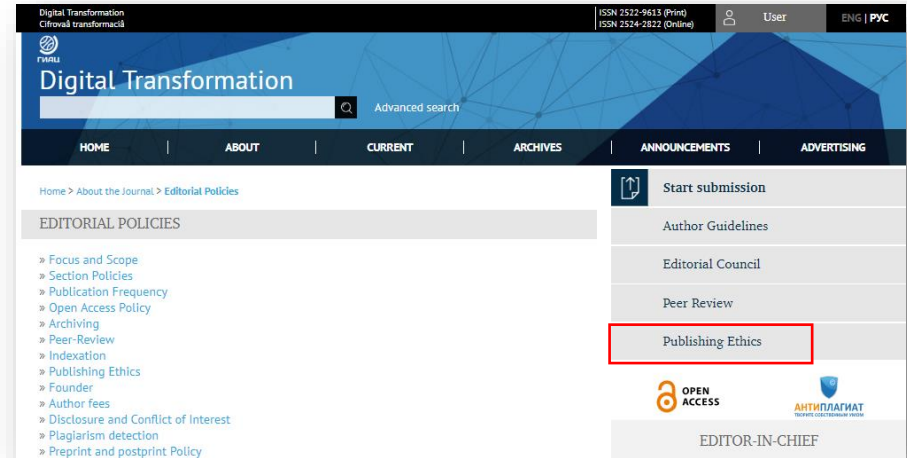 Digital Transformation
Cifrovaâ transformaciâ
ISSN 2522-9613 (Print)
ISSN 2524-2822 (Online)
User
ENG | РУС
ГИАЦ
Digital Transformation
Advanced search
HOME | ABOUT | CURRENT | ARCHIVES | ANNOUNCEMENTS | ADVERTISING
Home > About the Journal > Editorial Policies
EDITORIAL POLICIES
» Focus and Scope
» Section Policies
» Publication Frequency
» Open Access Policy
» Archiving
» Peer-Review
» Indexation
» Publishing Ethics
» Founder
» Author fees
» Disclosure and Conflict of Interest
» Plagiarism detection
» Preprint and postprint Policy
Start submission
Author Guidelines
Editorial Council
Peer Review
Publishing Ethics
OPEN
ACCESS
АНТИПЛАГИАТ
ТВОРИТЕ СОБСТВЕННЫМ УМОМ
EDITOR-IN-CHIEF